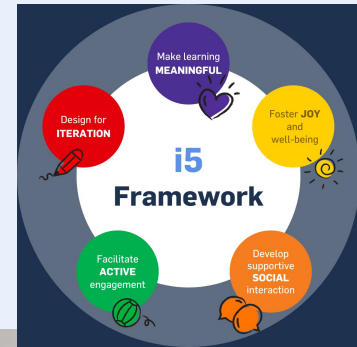 Make learning
MEANINGFUL
Foster JOY
and
well-being
Design for
ITERATION
i5
Framework
Facilitate
ACTIVE
engagement
Develop
supportive
SOCIAL
interaction